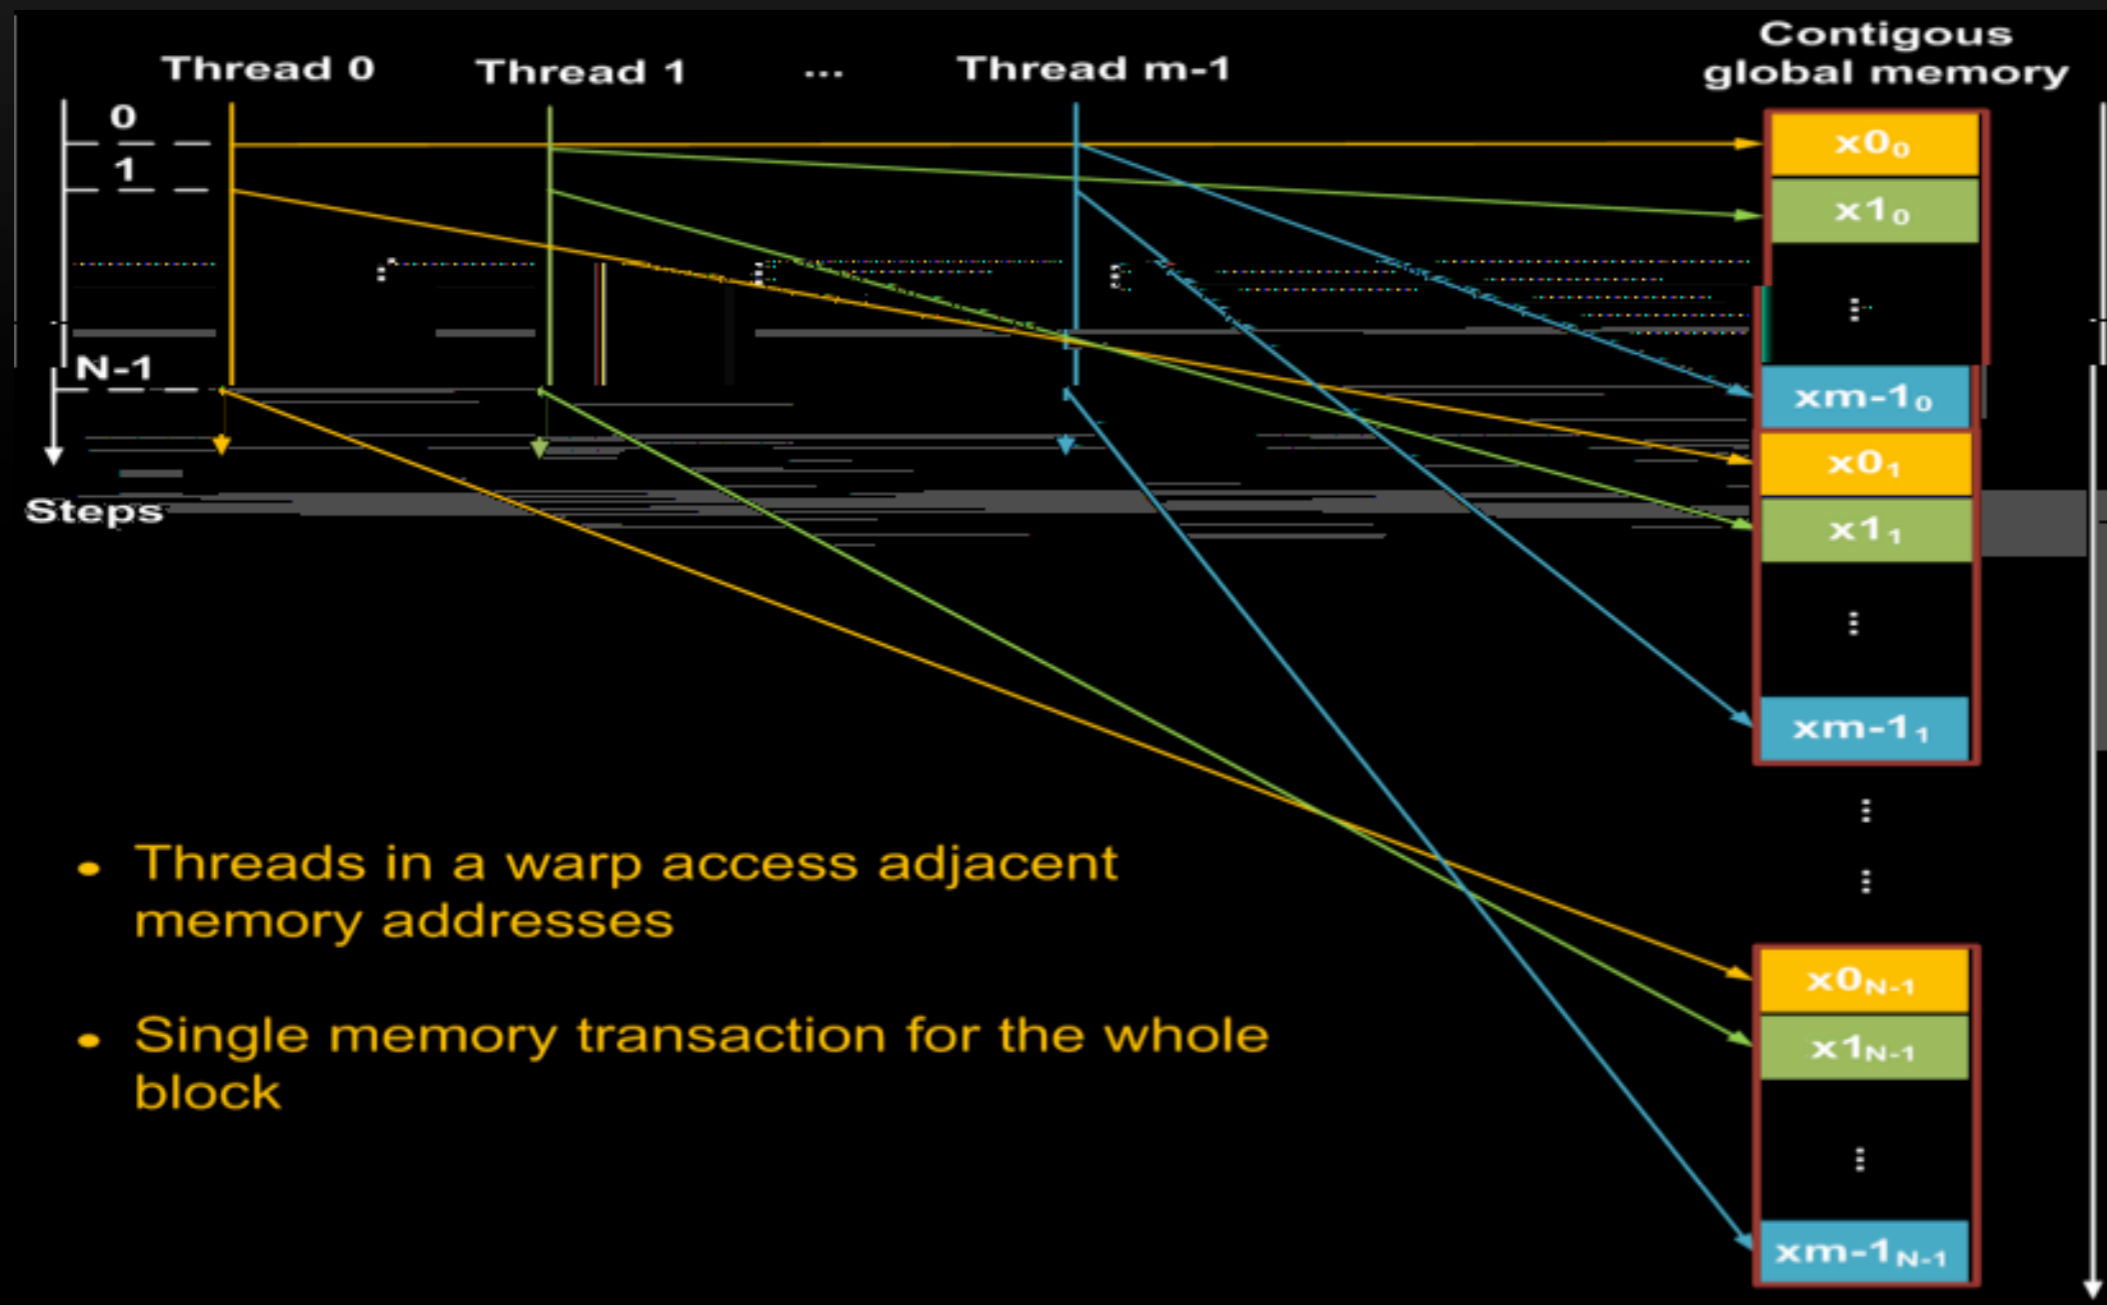 Contigous
global memory
Thread 0
Thread 1
...
Thread m-1
0
1
N-1
Steps
x0₀
x1₀
⋮
xm-1₀
x0₁
x1₁
⋮
xm-1₁
⋮
⋮
x0N-1
x1N-1
⋮
xm-1N-1
• Threads in a warp access adjacent
memory addresses
• Single memory transaction for the whole
block